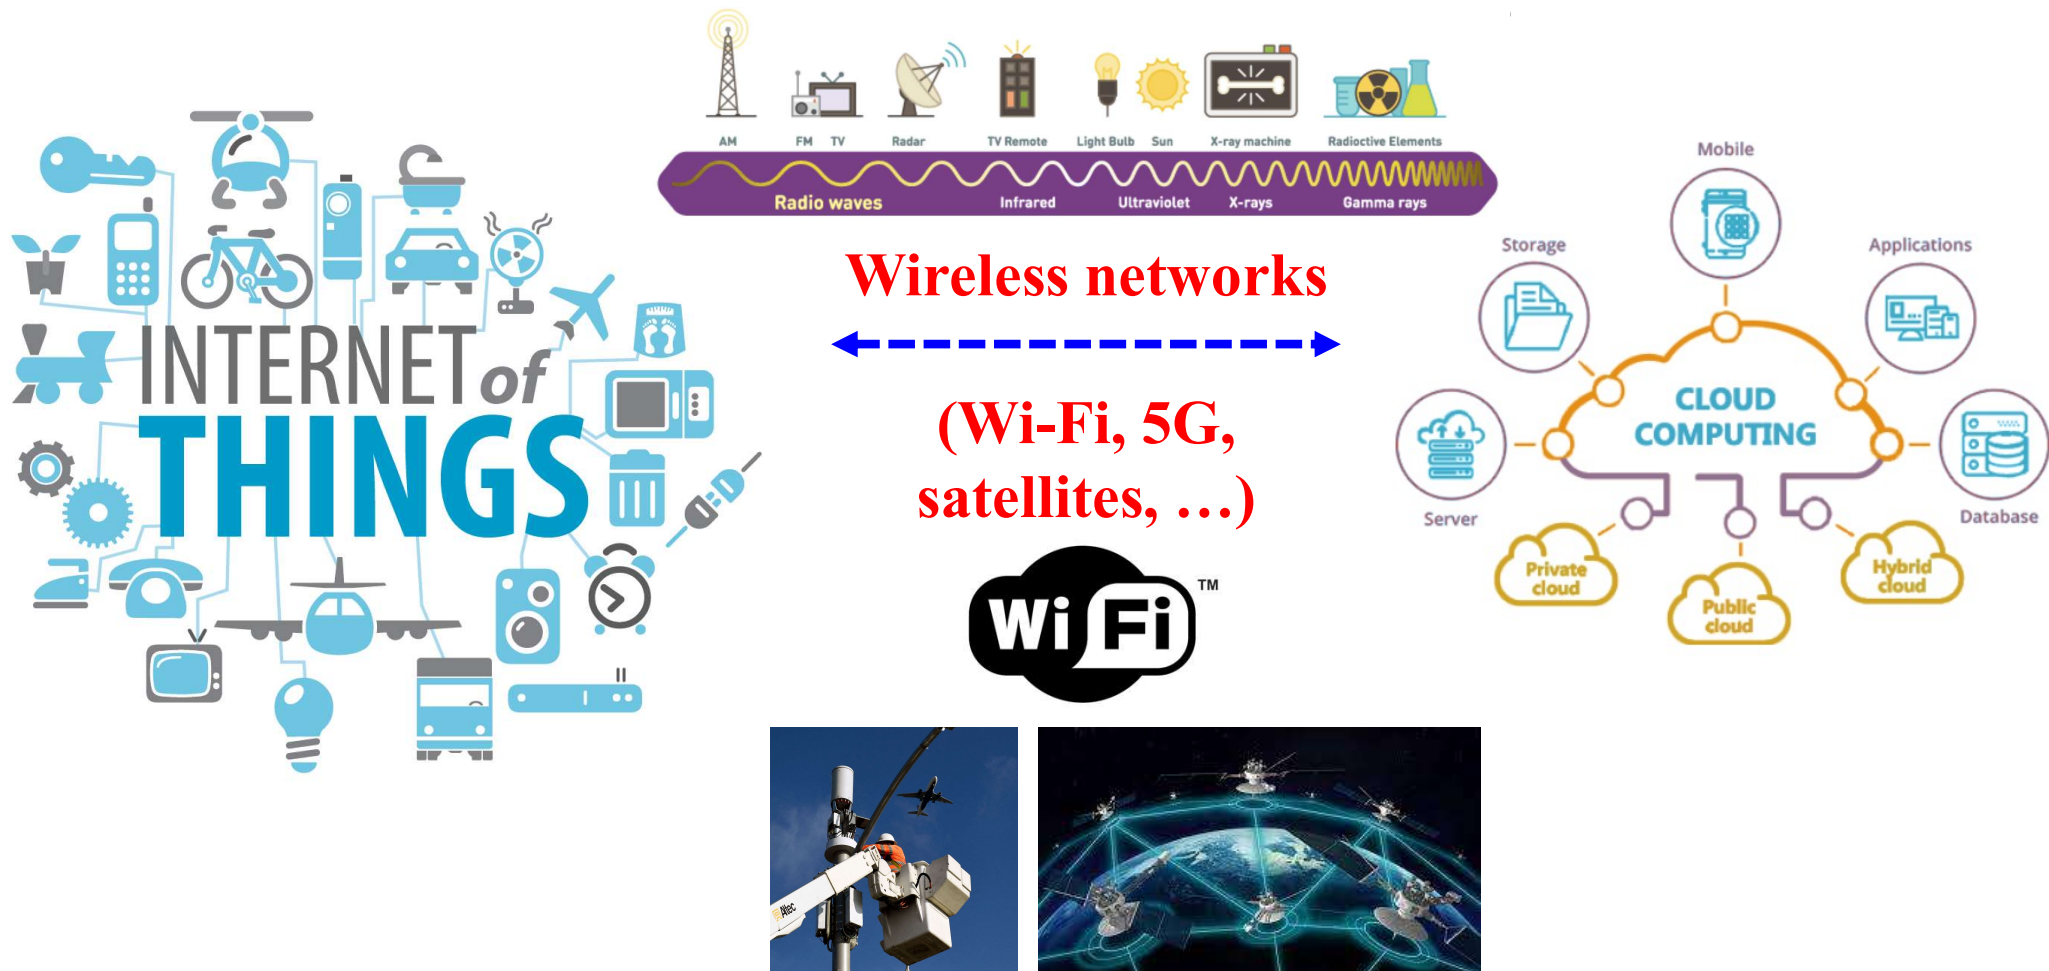 AM FM TV Radar TV Remote Light Bulb Sun X-ray machine Radioctive Elements
Radio waves Infrared Ultraviolet X-rays Gamma rays
INTERNET of
THINGS
Wireless networks
(Wi-Fi, 5G,
satellites, …)
Wi Fi TM
Altec
Mobile
Storage
Applications
CLOUD
COMPUTING
Server
Database
Private
cloud
Public
cloud
Hybrid
cloud